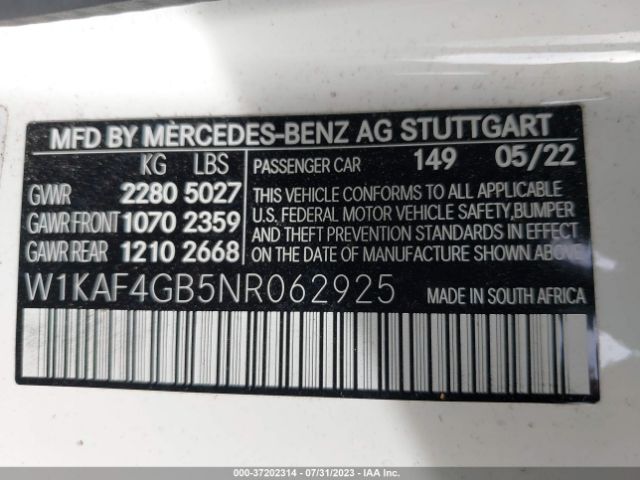 MFD BY MERCEDES-BENZ AG STUTTGART
KG LBS
GVWR 2280 5027
GAWR FRONT 1070 2359
GAWR REAR 1210 2668
PASSENGER CAR 149 05/22
THIS VEHICLE CONFORMS TO ALL APPLICABLE
U.S. FEDERAL MOTOR VEHICLE SAFETY,BUMPER
AND THEFT PREVENTION STANDARDS IN EFFECT
ON THE DATE OF MANUFACTURE SHOWN ABOVE.
W1KAF4GB5NR062925 MADE IN SOUTH AFRICA
000-37202314 - 07/31/2023 - IAA Inc.